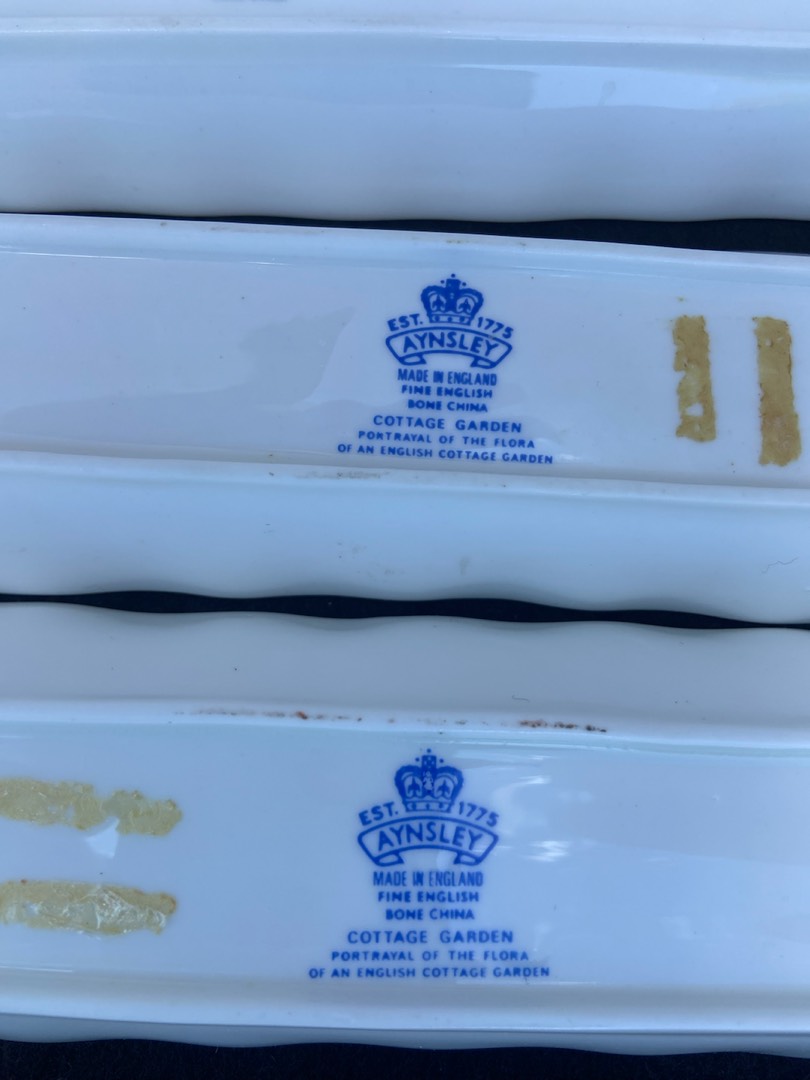 EST. 1775
AYNSLEY
MADE IN ENGLAND
FINE ENGLISH
BONE CHINA
COTTAGE GARDEN
PORTRAYAL OF THE FLORA
OF AN ENGLISH COTTAGE GARDEN
EST. 1775
AYNSLEY
MADE IN ENGLAND
FINE ENGLISH
BONE CHINA
COTTAGE GARDEN
PORTRAYAL OF THE FLORA
OF AN ENGLISH COTTAGE GARDEN